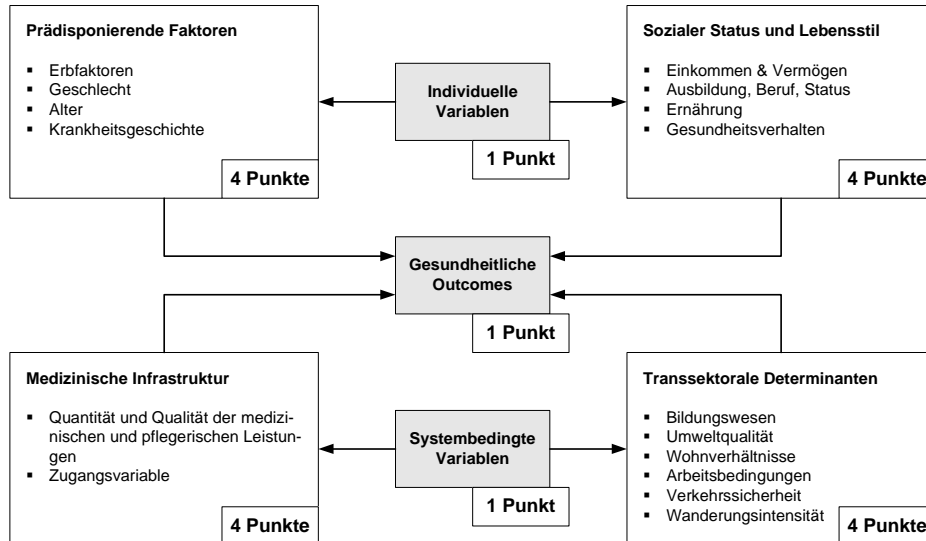 Prädisponierende Faktoren
▪ Erbfaktoren
▪ Geschlecht
▪ Alter
▪ Krankheitsgeschichte
4 Punkte
Individuelle
Variablen
1 Punkt
Sozialer Status und Lebensstil
▪ Einkommen & Vermögen
▪ Ausbildung, Beruf, Status
▪ Ernährung
▪ Gesundheitsverhalten
4 Punkte
Gesundheitliche
Outcomes
1 Punkt
Medizinische Infrastruktur
▪ Quantität und Qualität der medizi-
nischen und pflegerischen Leistun-
gen
▪ Zugangsvariable
4 Punkte
Systembedingte
Variablen
1 Punkt
Transsektorale Determinanten
▪ Bildungswesen
▪ Umweltqualität
▪ Wohnverhältnisse
▪ Arbeitsbedingungen
▪ Verkehrssicherheit
▪ Wanderungsintensität
4 Punkte